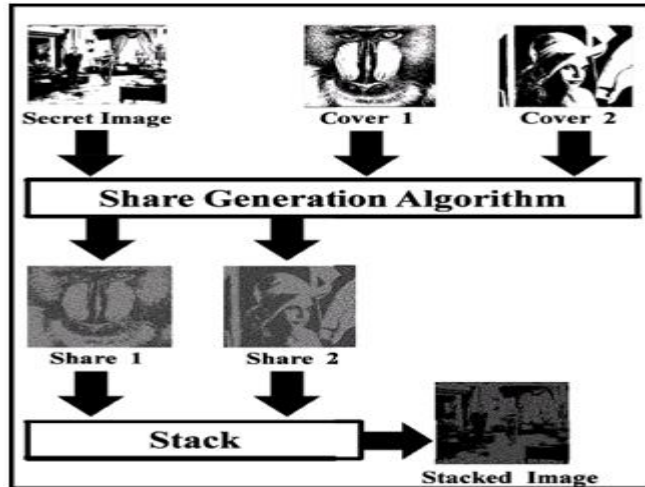 Secret Image
Cover 1
Cover 2
Share Generation Algorithm
Share 1
Share 2
Stack
Stacked Image